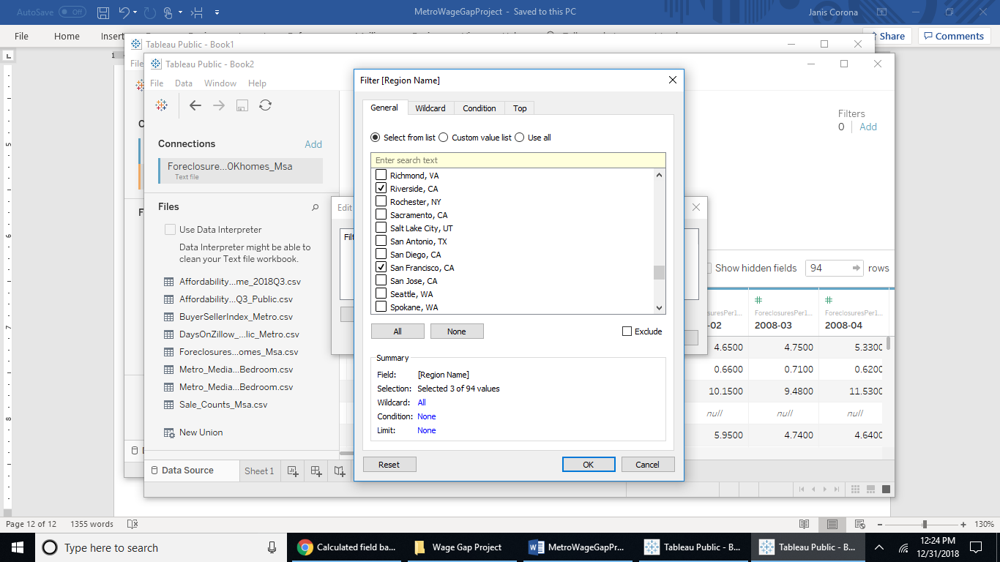 AutoSave Off
MetroWageGapProject - Saved to this PC
Janis Corona
File Home Insert
Share Comments
Tableau Public - Book1
Tableau Public - Book2
File Data Window Help
Connections Add
Foreclosure...0Khomes_Msa
Text file
Files
Use Data Interpreter
Data Interpreter might be able to
clean your Text file workbook.
Affordability...me_2018Q3.csv
Affordability...Q3_Public.csv
BuyerSellerIndex_Metro.csv
DaysOnZillow_...lic_Metro.csv
Foreclosures...omes_Msa.csv
Metro_Media...Bedroom.csv
Metro_Media...Bedroom.csv
Sale_Counts_Msa.csv
New Union
Data Source Sheet 1
Edit
Filter [Region Name]
General Wildcard Condition Top
Select from list Custom value list Use all
Enter search text
Richmond, VA
Riverside, CA
Rochester, NY
Sacramento, CA
Salt Lake City, UT
San Antonio, TX
San Diego, CA
San Francisco, CA
San Jose, CA
Seattle, WA
Spokane, WA
All None Exclude
Summary
Field: [Region Name]
Selection: Selected 3 of 94 values
Wildcard: All
Condition: None
Limit: None
Reset OK Cancel
Filters
0 Add
Show hidden fields 94 rows
# #
suresPer1... ForeclosuresPer1... ForeclosuresPer1...
-02 2008-03 2008-04
4.6500 4.7500 5.3300
0.6600 0.7100 0.6200
10.1500 9.4800 11.5300
null null null
5.9500 4.7400 4.6400
Page 12 of 12 1355 words 130%
Type here to search
Calculated field ba...
Wage Gap Project
MetroWageGapPr...
Tableau Public - B...
Tableau Public - B...
12:24 PM
12/31/2018